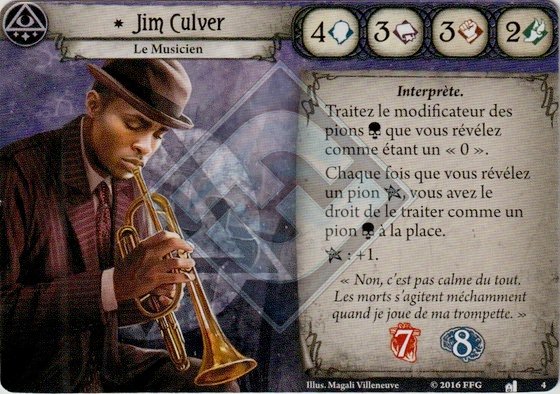 * Jim Culver
Le Musicien
4 3 3 2
Interprète.
Traitez le modificateur des
pions que vous révélez
comme étant un « 0 ».
Chaque fois que vous révélez
un pion , vous avez le
droit de le traiter comme un
pion à la place.
: +1.
« Non, c'est pas calme du tout.
Les morts s'agitent méchamment
quand je joue de ma trompette. »
7 8
Illus. Magali Villeneuve © 2016 FFG 4